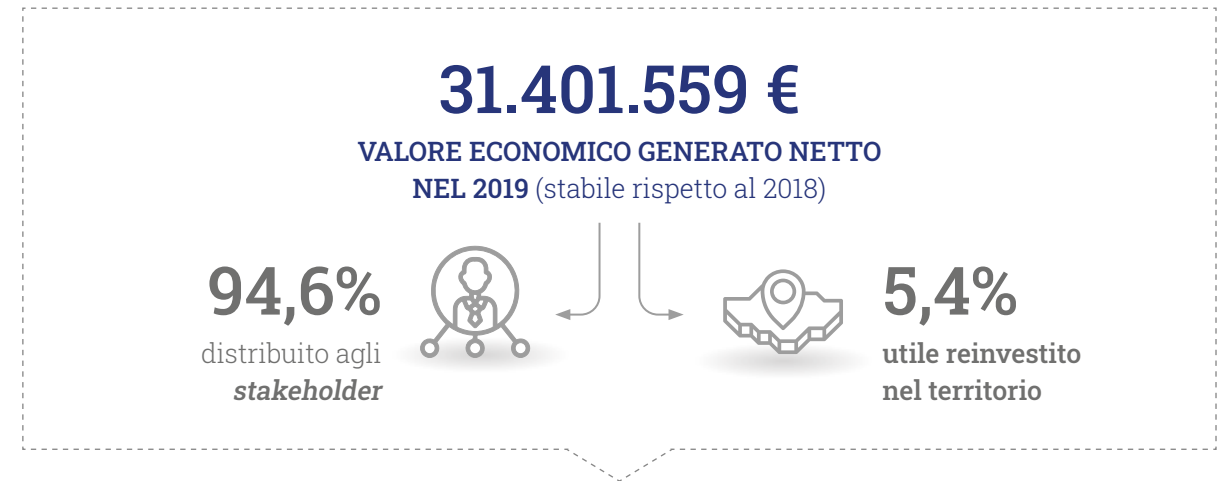 31.401.559 €
VALORE ECONOMICO GENERATO NETTO
NEL 2019 (stabile rispetto al 2018)
94,6%
distribuito agli
stakeholder
5,4%
utile reinvestito
nel territorio